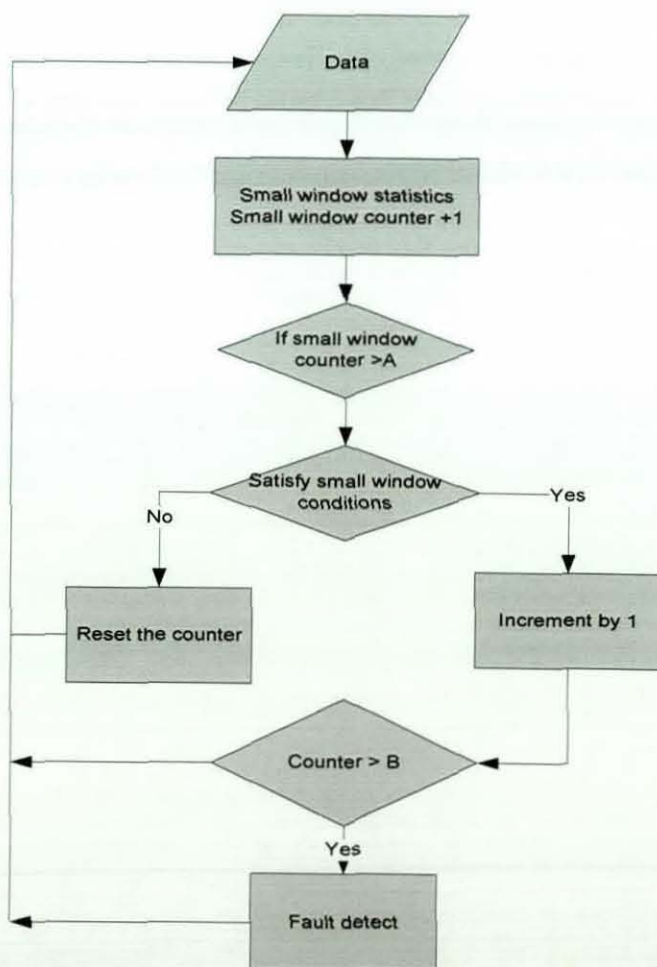 Data
Small window statistics
Small window counter +1
If small window
counter >A
Satisfy small window
conditions
No
Yes
Reset the counter
Increment by 1
Counter > B
Yes
Fault detect